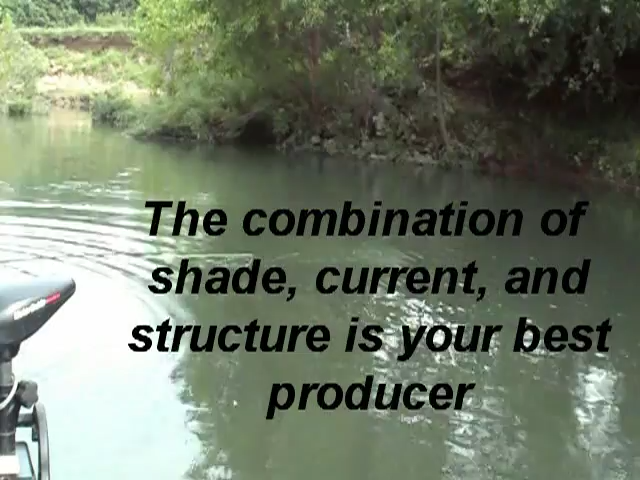 The combination of
shade, current, and
structure is your best
producer